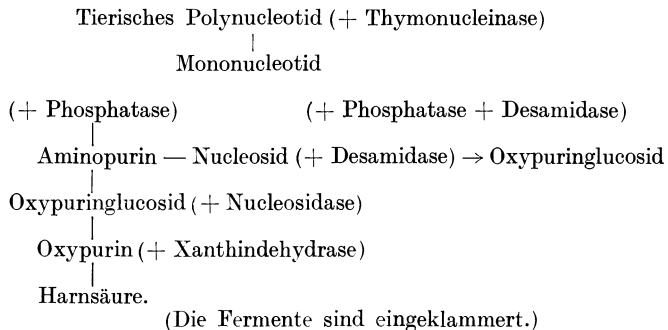 Tierisches Polynucleotid (+ Thymonucleinase)
Mononucleotid
(+ Phosphatase) (+ Phosphatase + Desamidase)
Aminopurin — Nucleosid (+ Desamidase) → Oxypuringlucosid
Oxypuringlucosid (+ Nucleosidase)
Oxypurin (+ Xanthindehydrase)
Harnsäure.
(Die Fermente sind eingeklammert.)